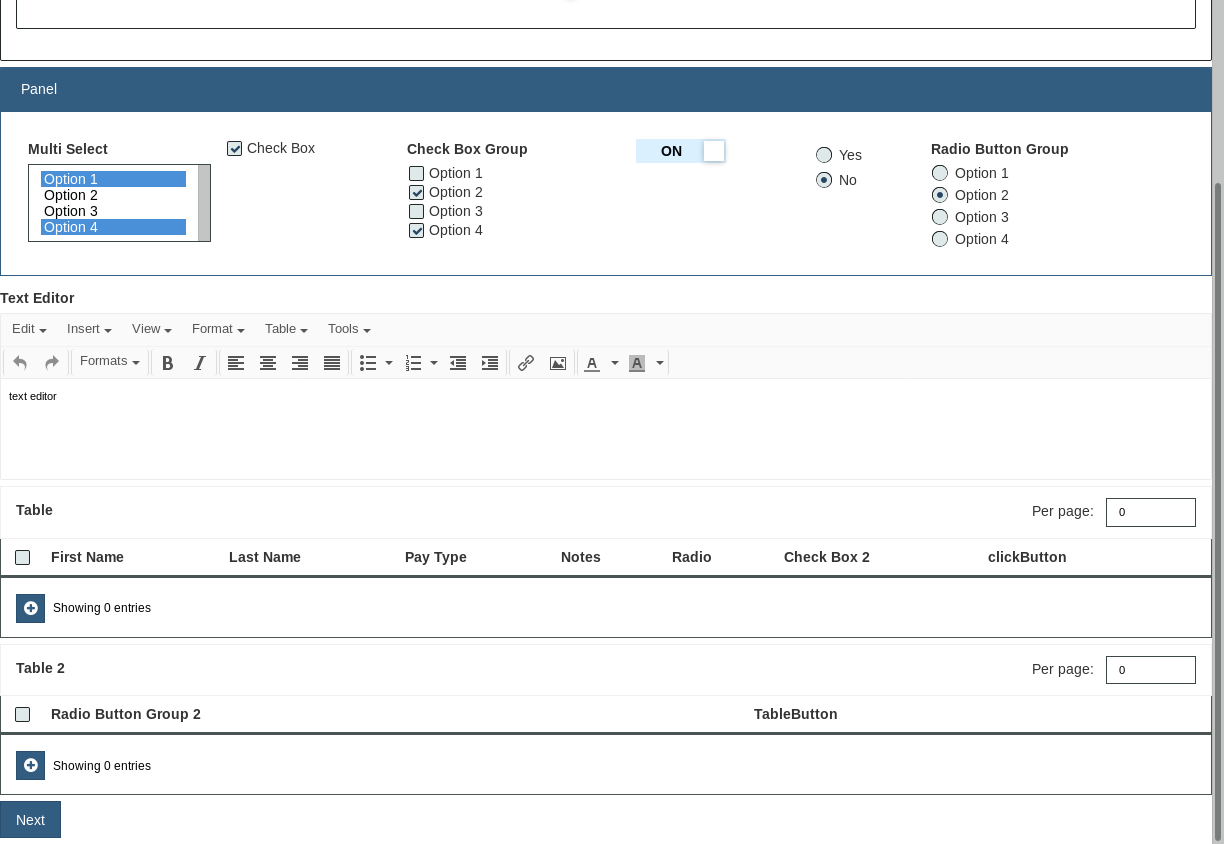 Panel
Multi Select
Option 1
Option 2
Option 3
Option 4
Check Box
Check Box Group
Option 1
Option 2
Option 3
Option 4
ON
Yes
No
Radio Button Group
Option 1
Option 2
Option 3
Option 4
Text Editor
Edit Insert View Format Table Tools
Formats B I A A
text editor
Table Per page: 0
First Name Last Name Pay Type Notes Radio Check Box 2 clickButton
Showing 0 entries
Table 2 Per page: 0
Radio Button Group 2 TableButton
Showing 0 entries
Next